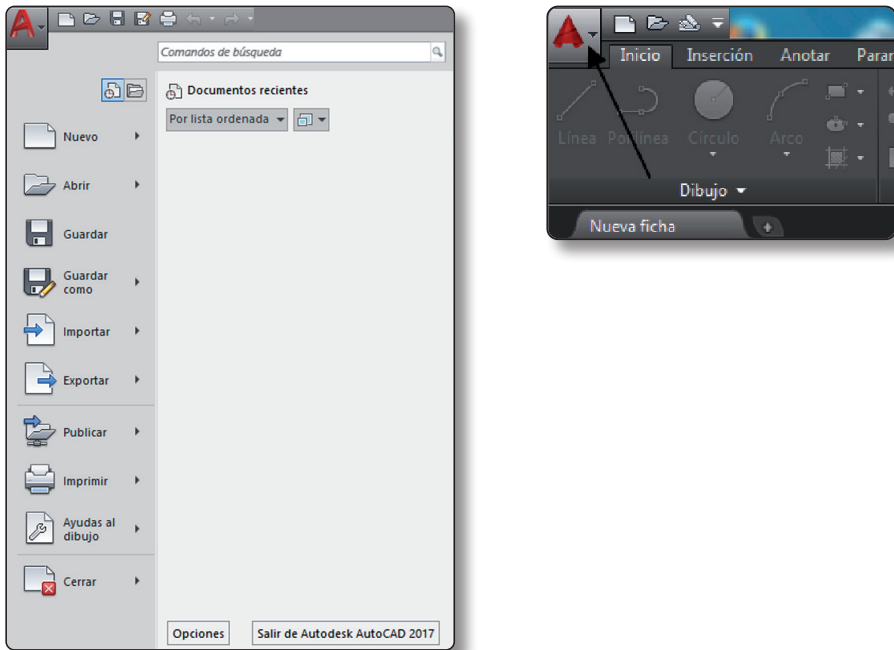 Comandos de búsqueda
Documentos recientes
Por lista ordenada
Nuevo
Abrir
Guardar
Guardar
como
Importar
Exportar
Publicar
Imprimir
Ayudas al
dibujo
Cerrar
Opciones
Salir de Autodesk AutoCAD 2017
Inicio
Inserción
Anotar
Parar
Línea
Polilínea
Círculo
Arco
Dibujo
Nueva ficha